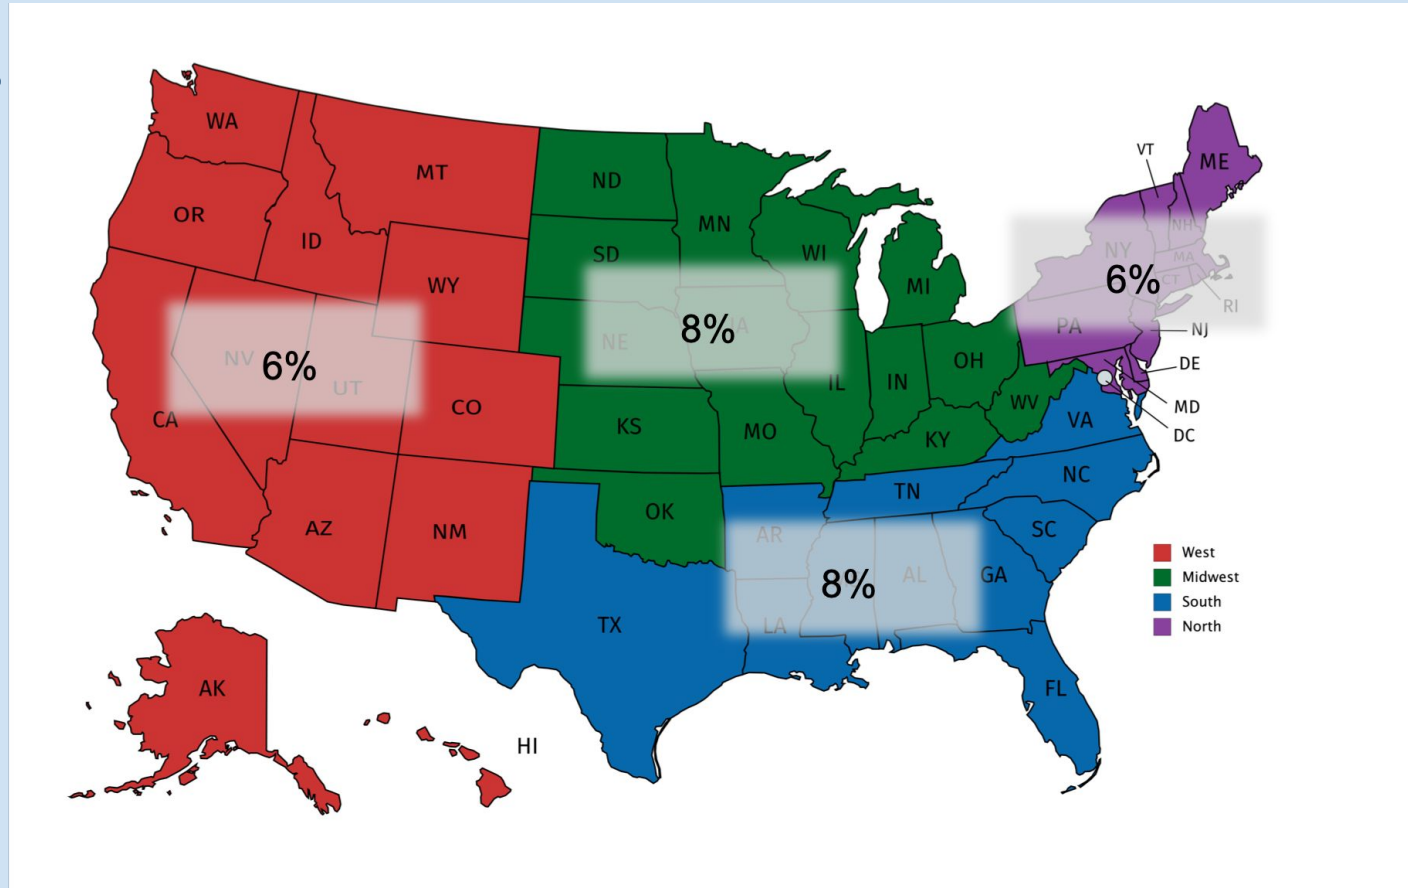 WA
MT
ND
MN
VT
ME
OR
ID
SD
WI
NH
NY
MA
WY
MI
6%
CT
RI
8%
IA
NE
PA
NJ
NV
6%
UT
OH
DE
IL
IN
CO
WV
MD
CA
KS
MO
KY
VA
DC
NC
TN
OK
AZ
NM
AR
SC
8%
AL
GA
West
Midwest
South
North
TX
LA
AK
FL
HI